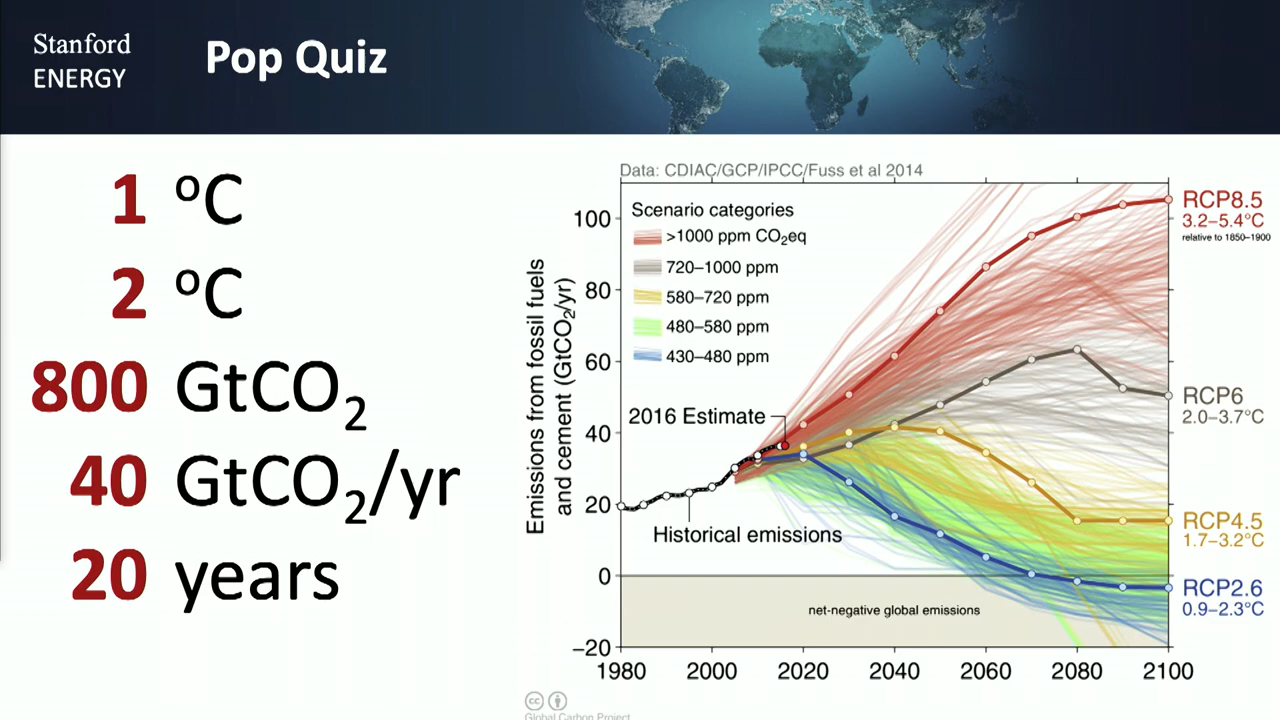 Stanford
ENERGY
Pop Quiz
1 ºC
2 ºC
800 GtCO₂
40 GtCO₂/yr
20 years
Data: CDIAC/GCP/IPCC/Fuss et al 2014
Scenario categories
>1000 ppm CO₂eq
720–1000 ppm
580–720 ppm
480–580 ppm
430–480 ppm
2016 Estimate
Historical emissions
net-negative global emissions
Emissions from fossil fuels
and cement (GtCO₂/yr)
100
80
60
40
20
0
−20
1980 2000 2020 2040 2060 2080 2100
RCP8.5
3.2–5.4°C
relative to 1850–1900
RCP6
2.0–3.7°C
RCP4.5
1.7–3.2°C
RCP2.6
0.9–2.3°C
cc
Global Carbon Project